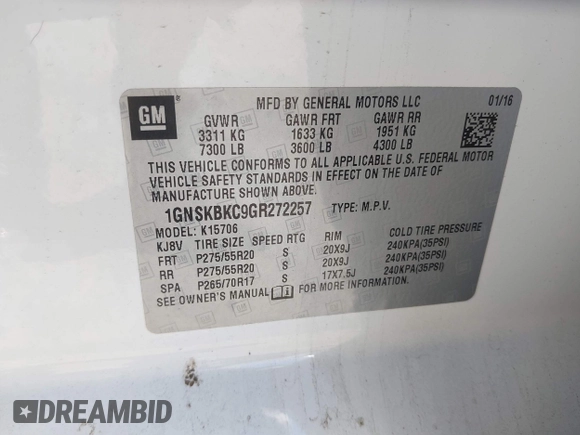 GM
MFD BY GENERAL MOTORS LLC 01/16
GVWR GAWR FRT GAWR RR
3311 KG 1633 KG 1951 KG
7300 LB 3600 LB 4300 LB
THIS VEHICLE CONFORMS TO ALL APPLICABLE U.S. FEDERAL MOTOR
VEHICLE SAFETY STANDARDS IN EFFECT ON THE DATE OF
MANUFACTURE SHOWN ABOVE.
1GNSKBKC9GR272257 TYPE: M.P.V.
MODEL: K15706
KJ8V TIRE SIZE SPEED RTG RIM COLD TIRE PRESSURE
FRT P275/55R20 S 20X9J 240KPA(35PSI)
RR P275/55R20 S 20X9J 240KPA(35PSI)
SPA P265/70R17 S 17X7.5J 240KPA(35PSI)
SEE OWNER'S MANUAL FOR MORE INFORMATION.
DREAMBID